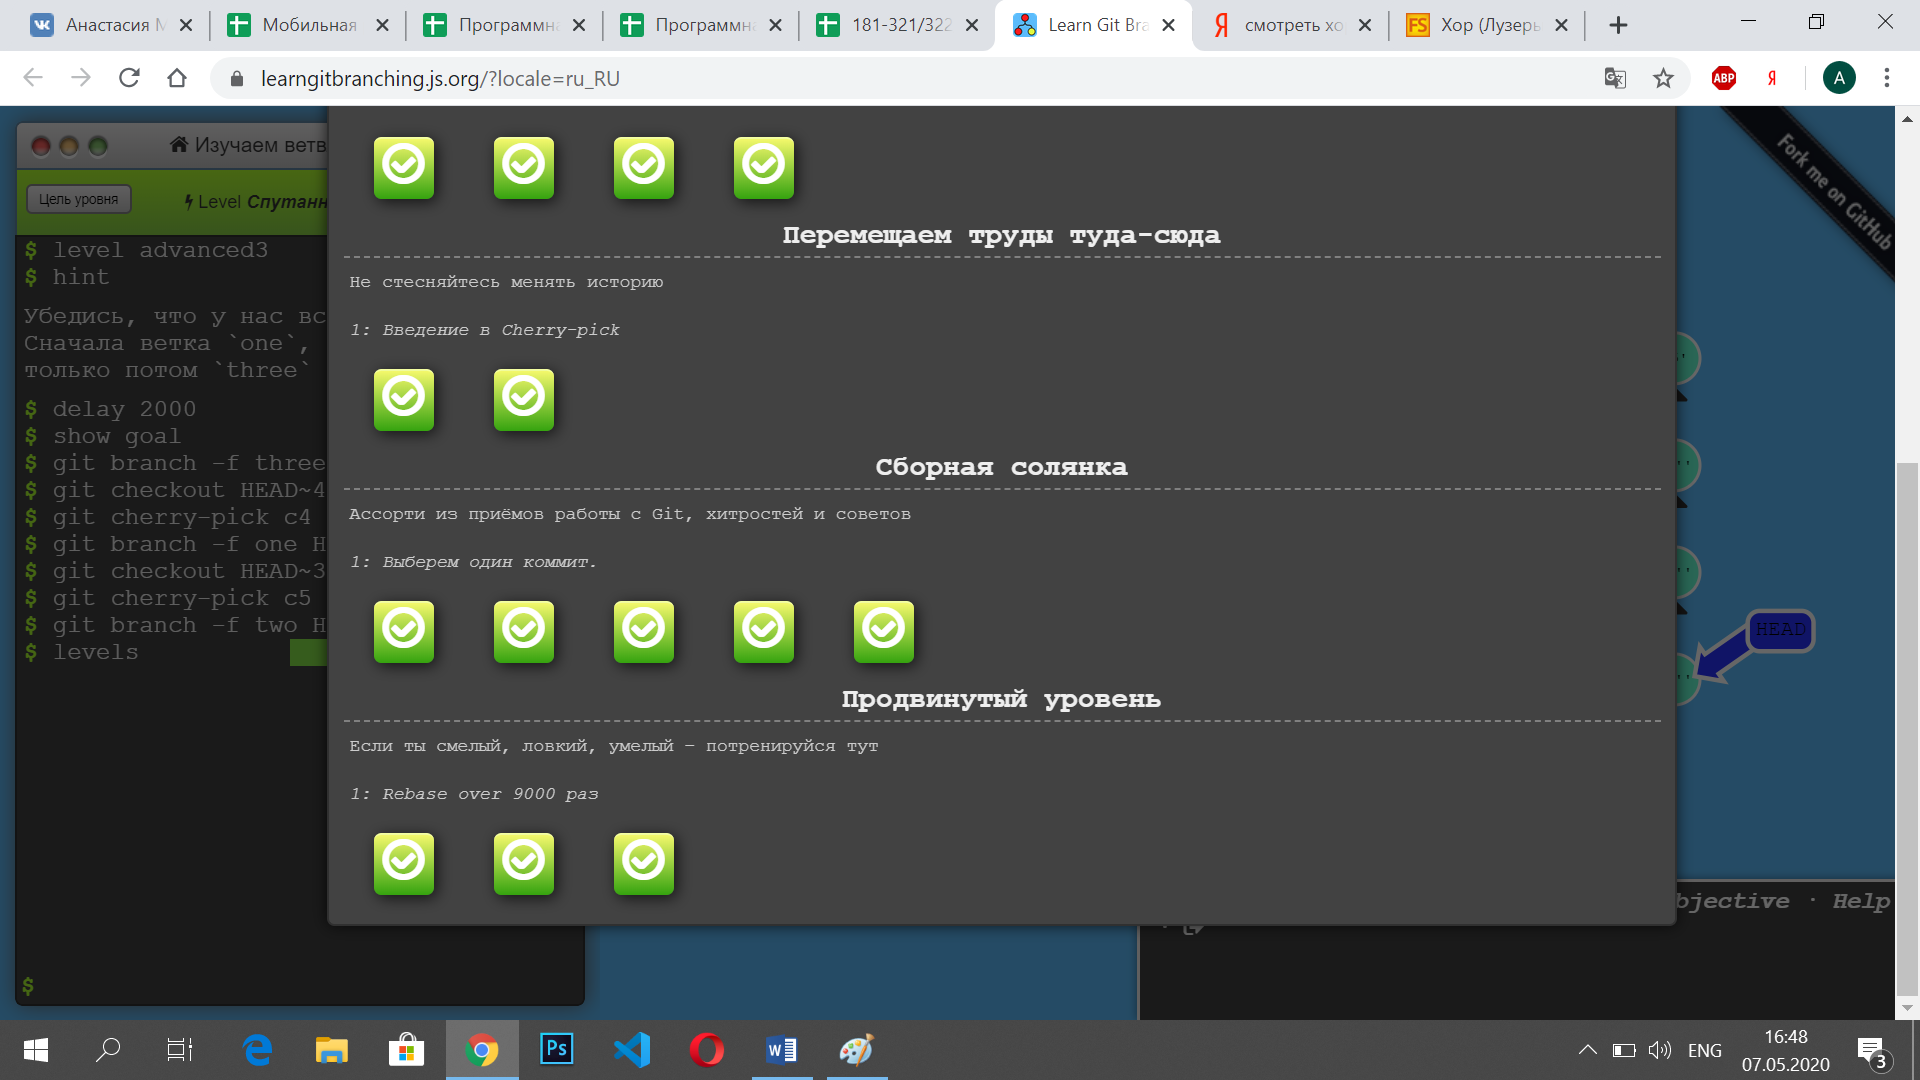 Анастасия М
Мобильная
Программна
Программна
181-321/322
Learn Git Bra
смотреть хо
Хор (Лузеры
learngitbranching.js.org/?locale=ru_RU
ABP
Я
A
Изучаем ветв
Цель уровня
Level Спутанн
$ level advanced3
$ hint
Убедись, что у нас вс
Сначала ветка `one`,
только потом `three`
$ delay 2000
$ show goal
$ git branch -f three
$ git checkout HEAD~4
$ git cherry-pick c4
$ git branch -f one H
$ git checkout HEAD~3
$ git cherry-pick c5
$ git branch -f two H
$ levels
$
Перемещаем труды туда-сюда
Не стесняйтесь менять историю
1: Введение в Cherry-pick
Сборная солянка
Ассорти из приёмов работы с Git, хитростей и советов
1: Выберем один коммит.
Продвинутый уровень
Если ты смелый, ловкий, умелый – потренируйся тут
1: Rebase over 9000 раз
Fork me on GitHub
HEAD
bjective · Help
Ps
ENG
16:48
07.05.2020
3